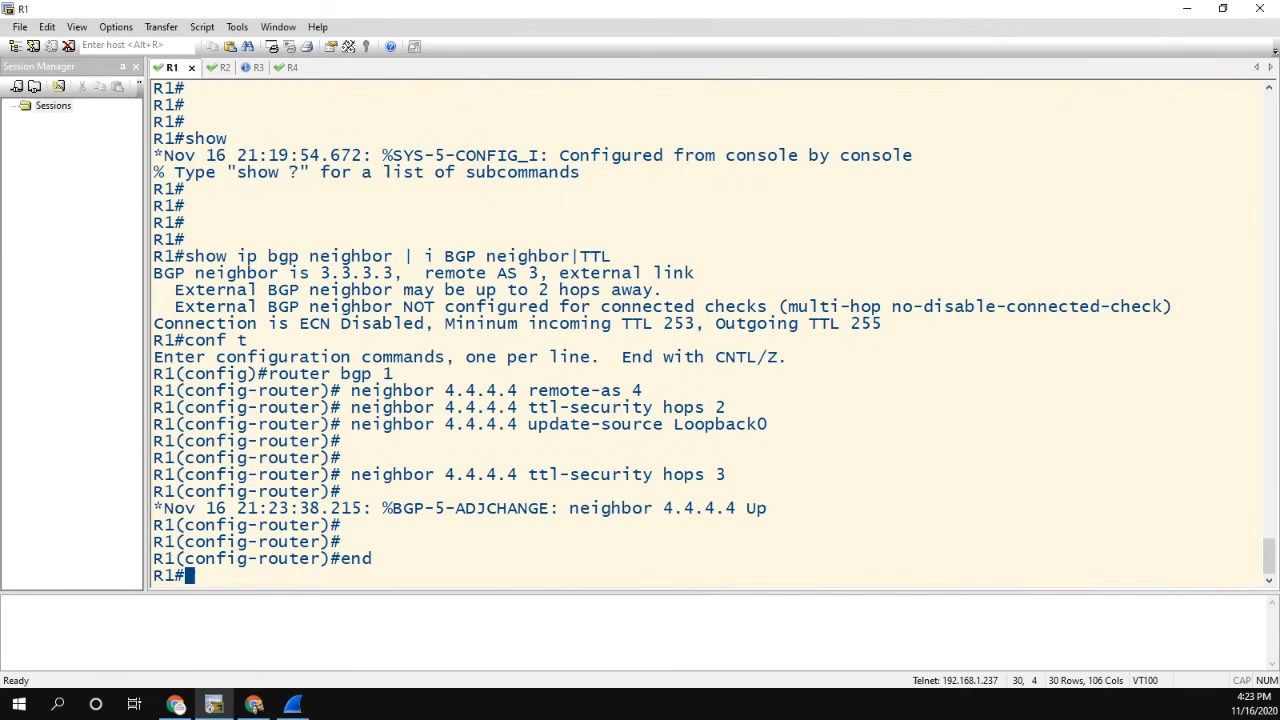 R1
File Edit View Options Transfer Script Tools Window Help
Enter host <Alt+R>
Session Manager
Sessions
R1 R2 R3 R4
R1#
R1#
R1#
R1#show
*Nov 16 21:19:54.672: %SYS-5-CONFIG_I: Configured from console by console
% Type "show ?" for a list of subcommands
R1#
R1#
R1#
R1#
R1#show ip bgp neighbor | i BGP neighbor|TTL
BGP neighbor is 3.3.3.3,  remote AS 3, external link
  External BGP neighbor may be up to 2 hops away.
  External BGP neighbor NOT configured for connected checks (multi-hop no-disable-connected-check)
Connection is ECN Disabled, Mininum incoming TTL 253, Outgoing TTL 255
R1#conf t
Enter configuration commands, one per line.  End with CNTL/Z.
R1(config)#router bgp 1
R1(config-router)# neighbor 4.4.4.4 remote-as 4
R1(config-router)# neighbor 4.4.4.4 ttl-security hops 2
R1(config-router)# neighbor 4.4.4.4 update-source Loopback0
R1(config-router)#
R1(config-router)#
R1(config-router)# neighbor 4.4.4.4 ttl-security hops 3
R1(config-router)#
*Nov 16 21:23:38.215: %BGP-5-ADJCHANGE: neighbor 4.4.4.4 Up
R1(config-router)#
R1(config-router)#
R1(config-router)#end
R1#
Ready Telnet: 192.168.1.237 30, 4 30 Rows, 106 Cols VT100 CAP NUM
4:23 PM
11/16/2020